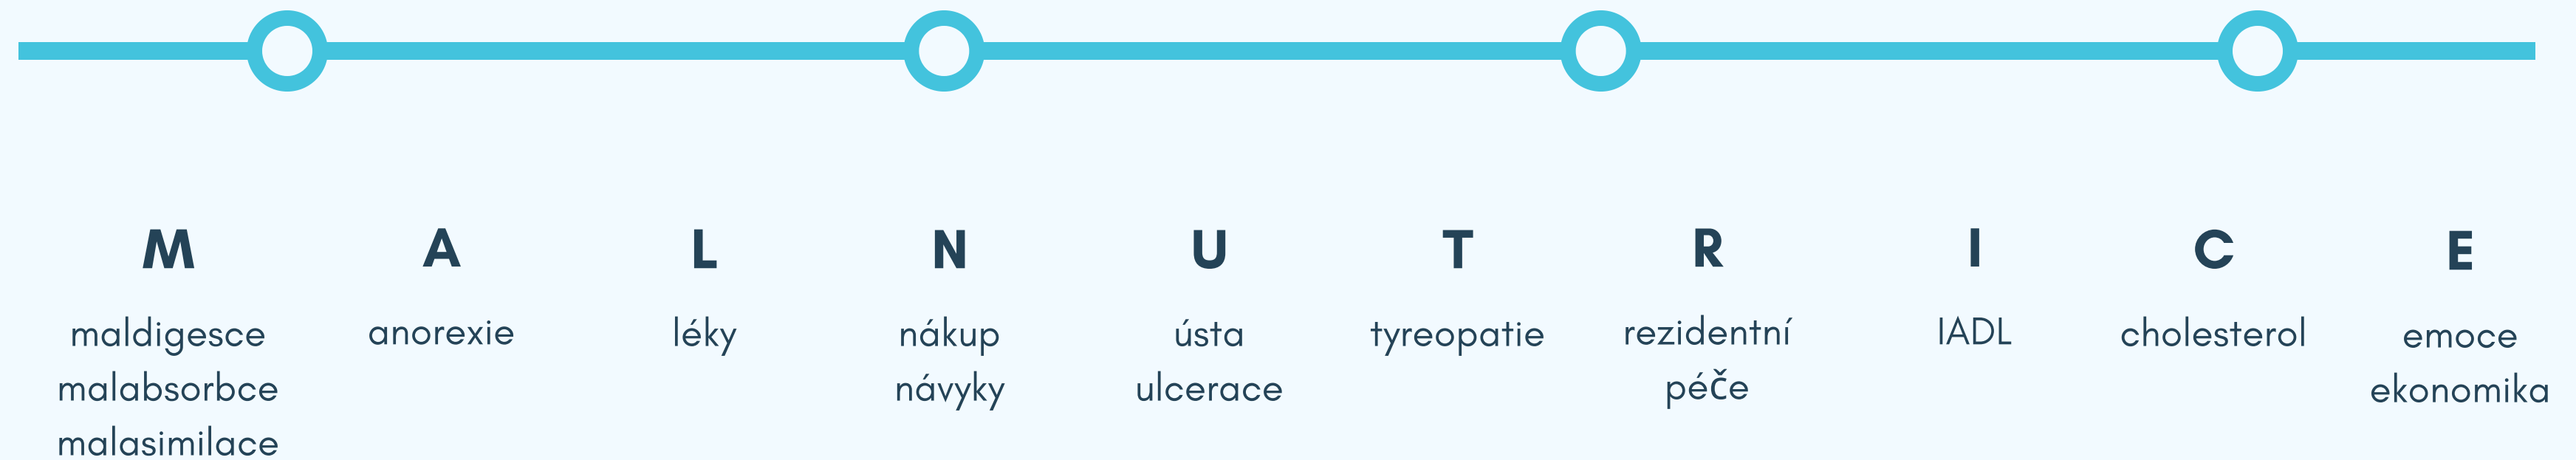 M A L N U T R I C E
maldigesce anorexie léky nákup ústa tyreopatie rezidentní IADL cholesterol emoce
malabsorbce návyky ulcerace péče ekonomika
malasimilace